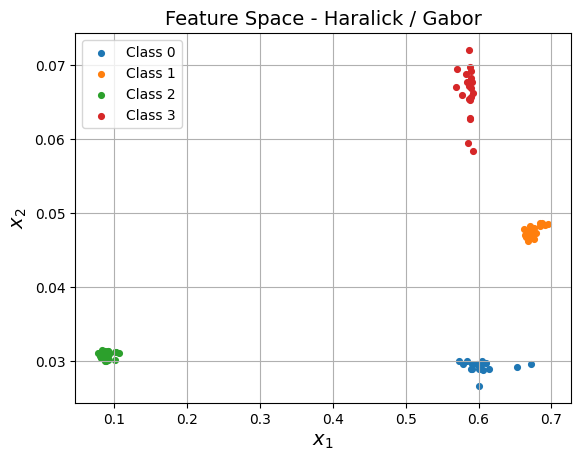 Feature Space - Haralick / Gabor
Class 0
Class 1
Class 2
Class 3
0.07
0.06
0.05
0.04
0.03
x₂
0.1 0.2 0.3 0.4 0.5 0.6 0.7
x₁